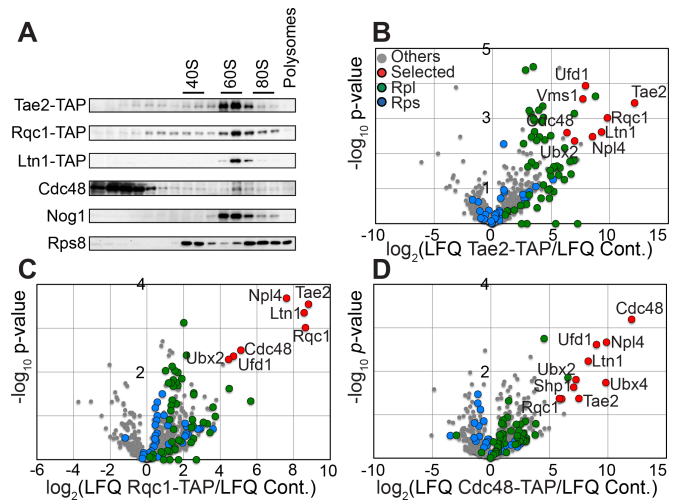 A
40S
60S
80S
Polysomes
Tae2-TAP
Rqc1-TAP
Ltn1-TAP
Cdc48
Nog1
Rps8
B
-log10 p-value
5
3
1
Others
Selected
Rpl
Rps
Ufd1
Vms1
Tae2
Cdc48
Rqc1
Ltn1
Ubx2
Npl4
-10 -5 0 5 10 15
log2(LFQ Tae2-TAP/LFQ Cont.)
C
-log10 p-value
4
2
Npl4
Tae2
Ltn1
Rqc1
Cdc48
Ubx2
Ufd1
-6 -4 -2 0 2 4 6 8 10
log2(LFQ Rqc1-TAP/LFQ Cont.)
D
-log10 p-value
4
2
Cdc48
Ufd1
Npl4
Ltn1
Ubx2
Shp1
Ubx4
Rqc1
Tae2
-10 -5 0 5 10 15
log2(LFQ Cdc48-TAP/LFQ Cont.)